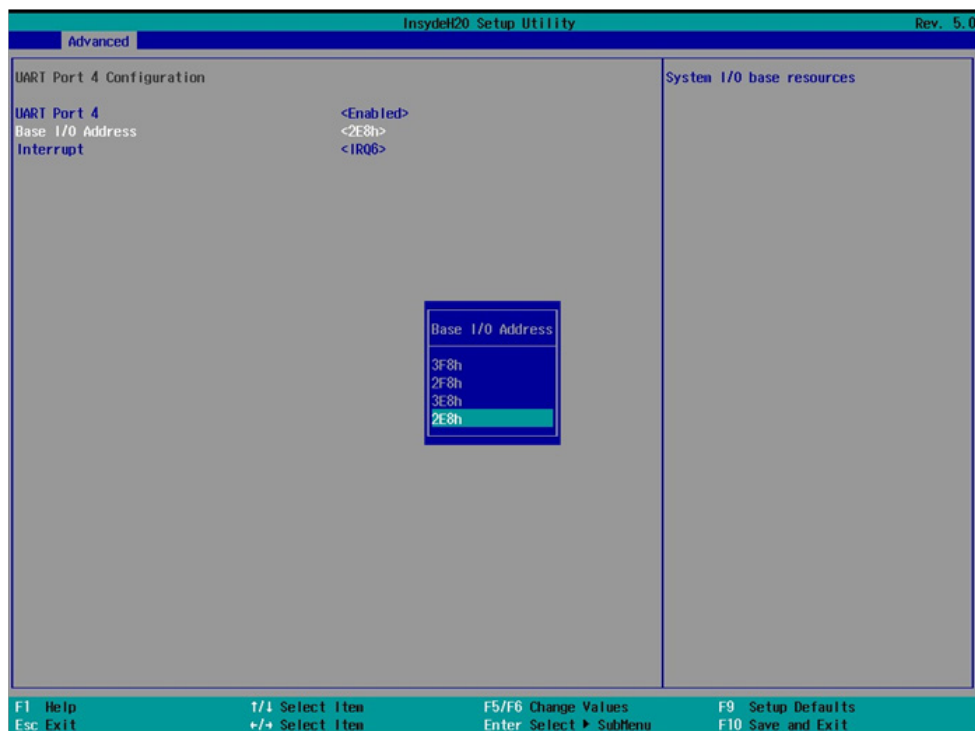 InsydeH20 Setup Utility Rev. 5.0
Advanced
UART Port 4 Configuration
System I/O base resources
UART Port 4 <Enabled>
Base I/O Address <2E8h>
Interrupt <IRQ6>
Base I/O Address
3F8h
2F8h
3E8h
2E8h
F1 Help ↑/↓ Select Item F5/F6 Change Values F9 Setup Defaults
Esc Exit ←/→ Select Item Enter Select ▶ SubMenu F10 Save and Exit